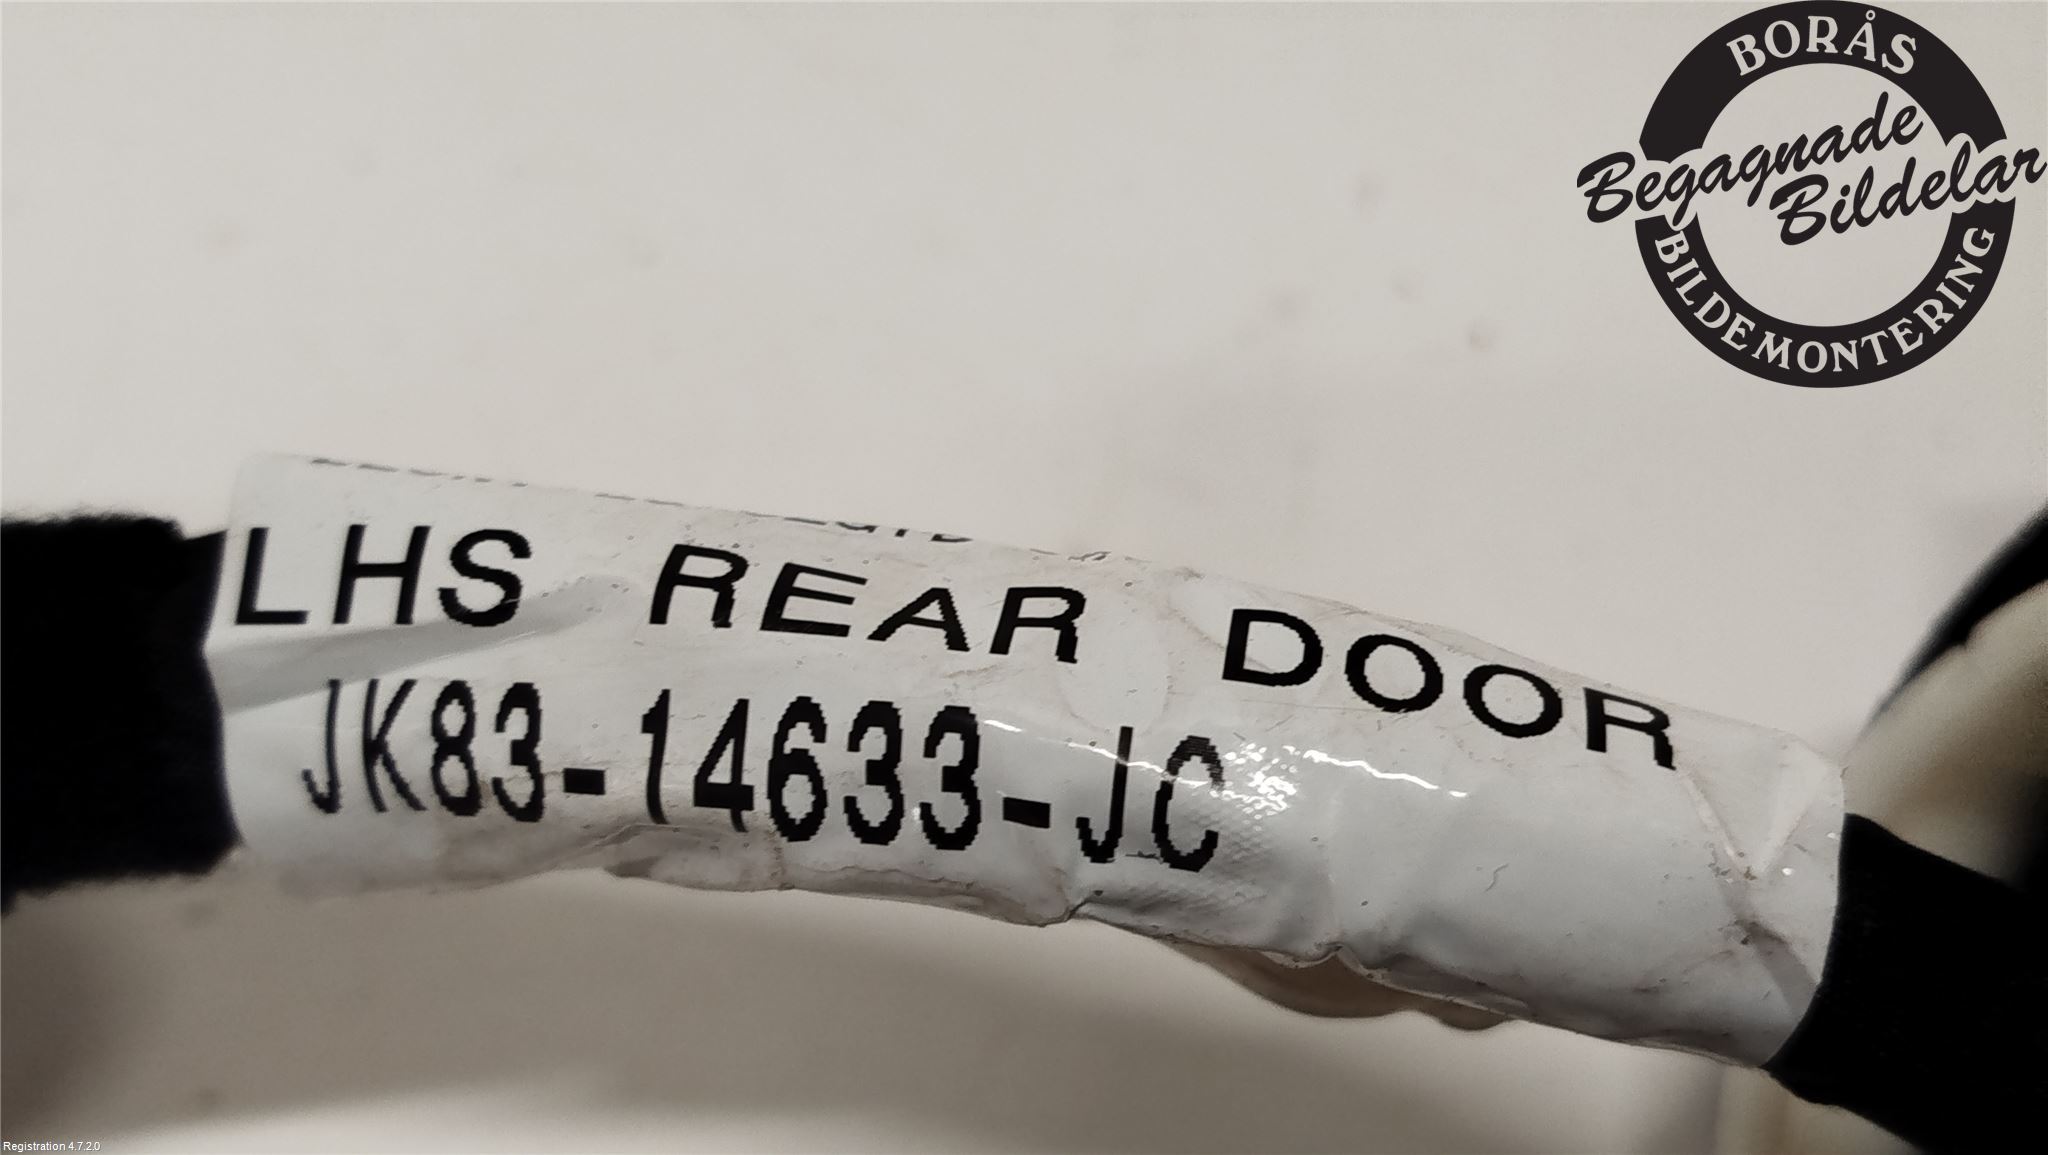 BORÅS
Begagnade
Bildelar
BILDEMONTERING
LHS REAR DOOR
JK83-14633-JC
Registration 4.7.2.0